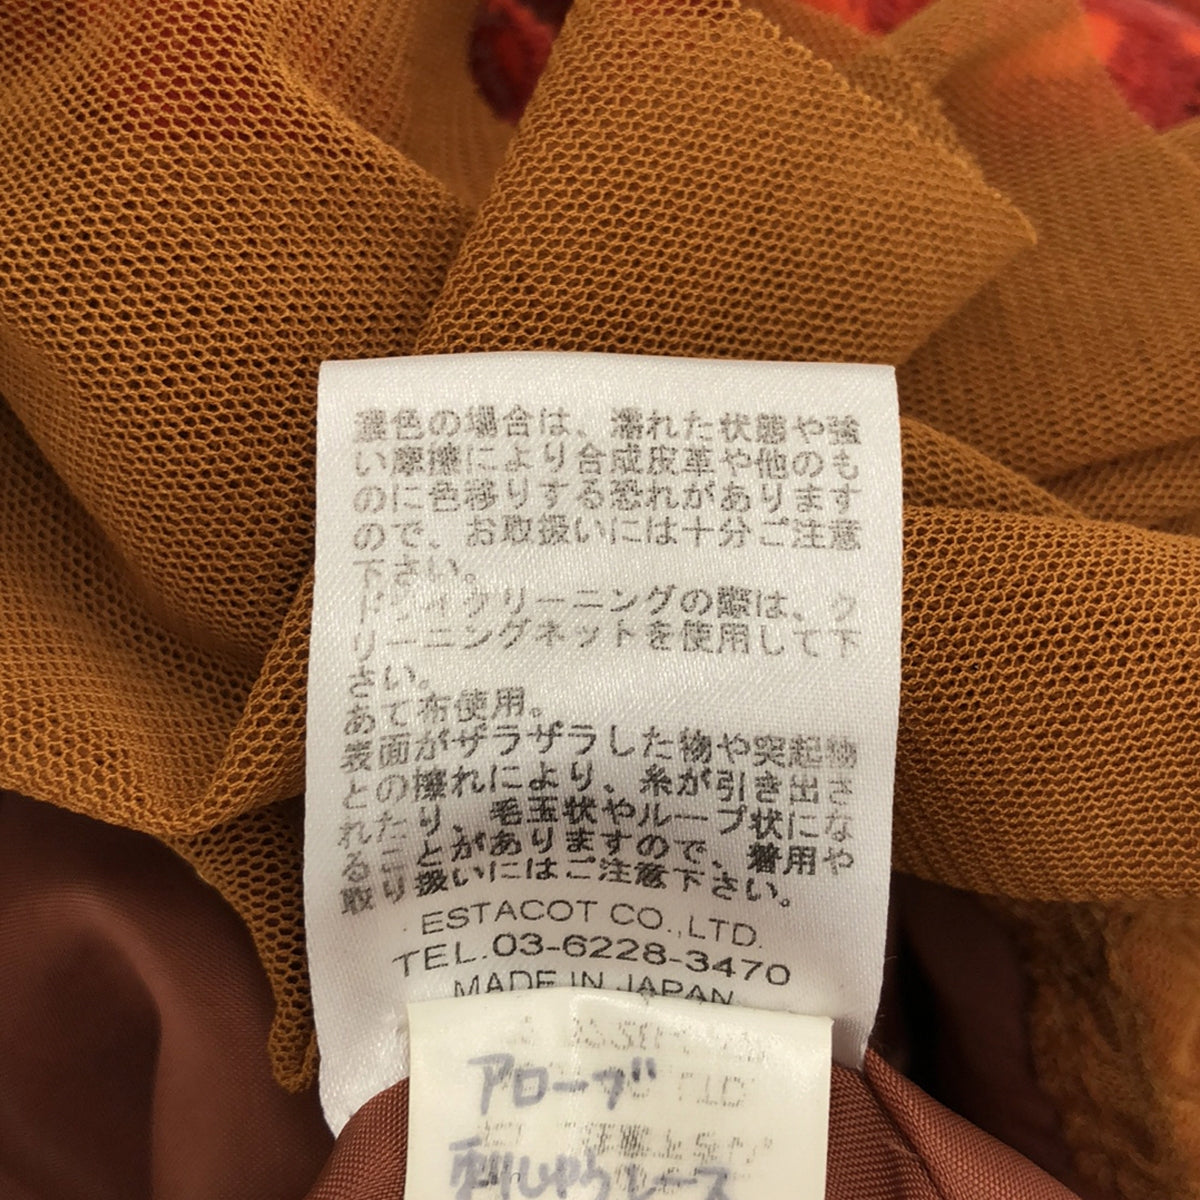 濃色の場合は、濡れた状態や強
い摩擦により合成皮革や他のも
のに色移りする恐れがあります
ので、お取扱いには十分ご注意
下さい。
ドライクリーニングの際は、ク
リーニングネットを使用して下
さい。
あて布使用。
表面がザラザラした物や突起物
との擦れにより、糸が引き出さ
れたり、毛玉状やループ状にな
ることがありますので、着用や
取り扱いにはご注意下さい。
ESTACOT CO.,LTD.
TEL.03-6228-3470
MADE IN JAPAN
アローブ
レース